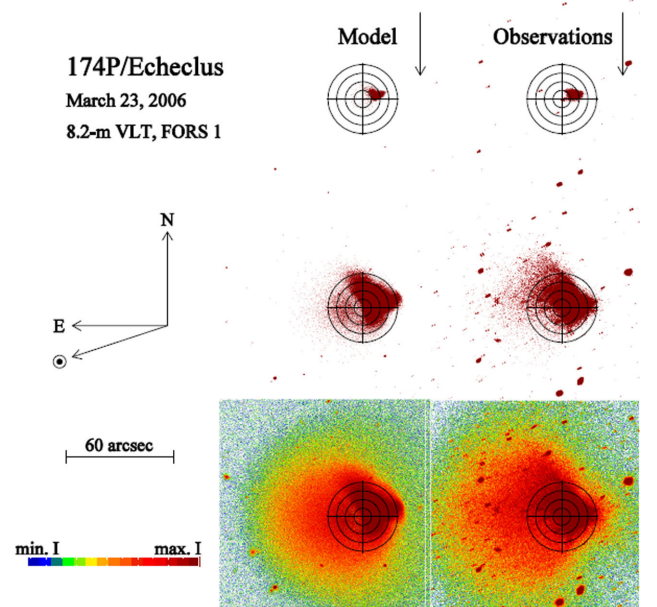 Model
Observations
174P/Echeclus
March 23, 2006
8.2-m VLT, FORS 1
N
E
60 arcsec
min. I
max. I